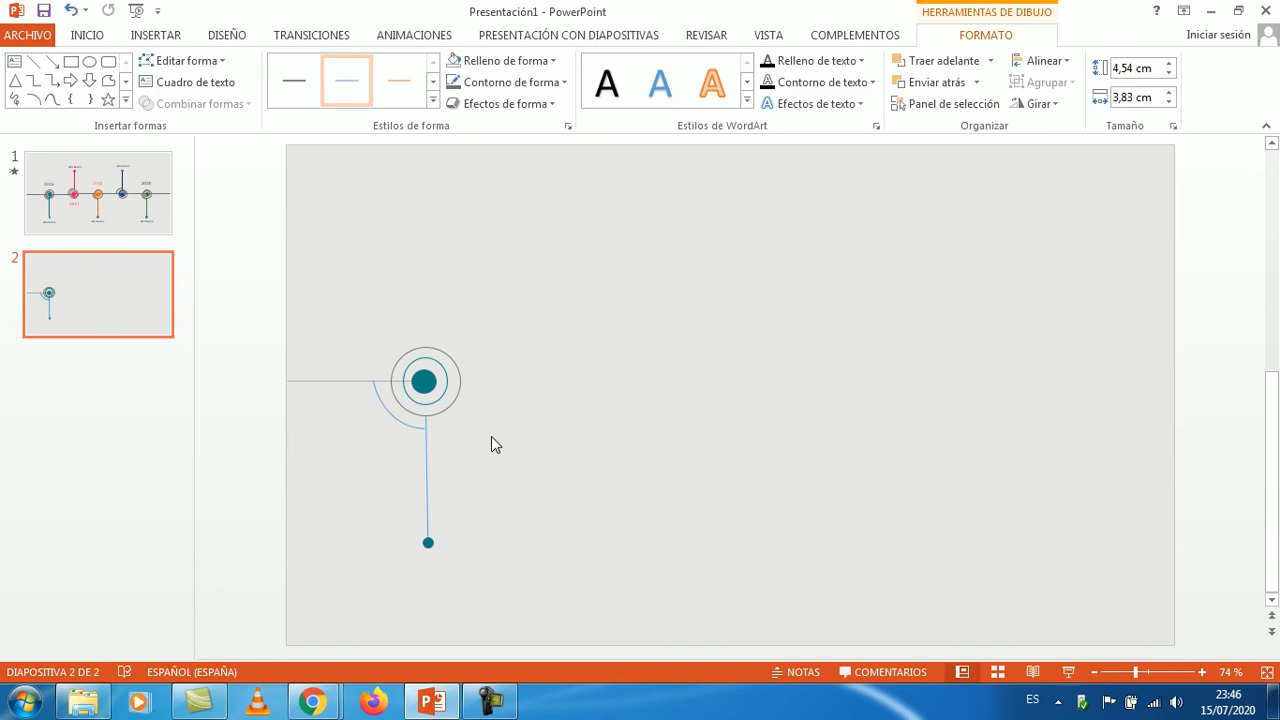 Presentación1 - PowerPoint
HERRAMIENTAS DE DIBUJO
ARCHIVO INICIO INSERTAR DISEÑO TRANSICIONES ANIMACIONES PRESENTACIÓN CON DIAPOSITIVAS REVISAR VISTA COMPLEMENTOS FORMATO Iniciar sesión
Editar forma Relleno de forma Relleno de texto Traer adelante Alinear 4,54 cm
Cuadro de texto A A A Contorno de forma Contorno de texto Enviar atrás Agrupar
Combinar formas Efectos de forma Efectos de texto Panel de selección Girar 3,83 cm
Insertar formas Estilos de forma Estilos de WordArt Organizar Tamaño
1
2016 2018 2020
2017
2
DIAPOSITIVA 2 DE 2 ESPAÑOL (ESPAÑA) NOTAS COMENTARIOS 74 %
ES 23:46
15/07/2020